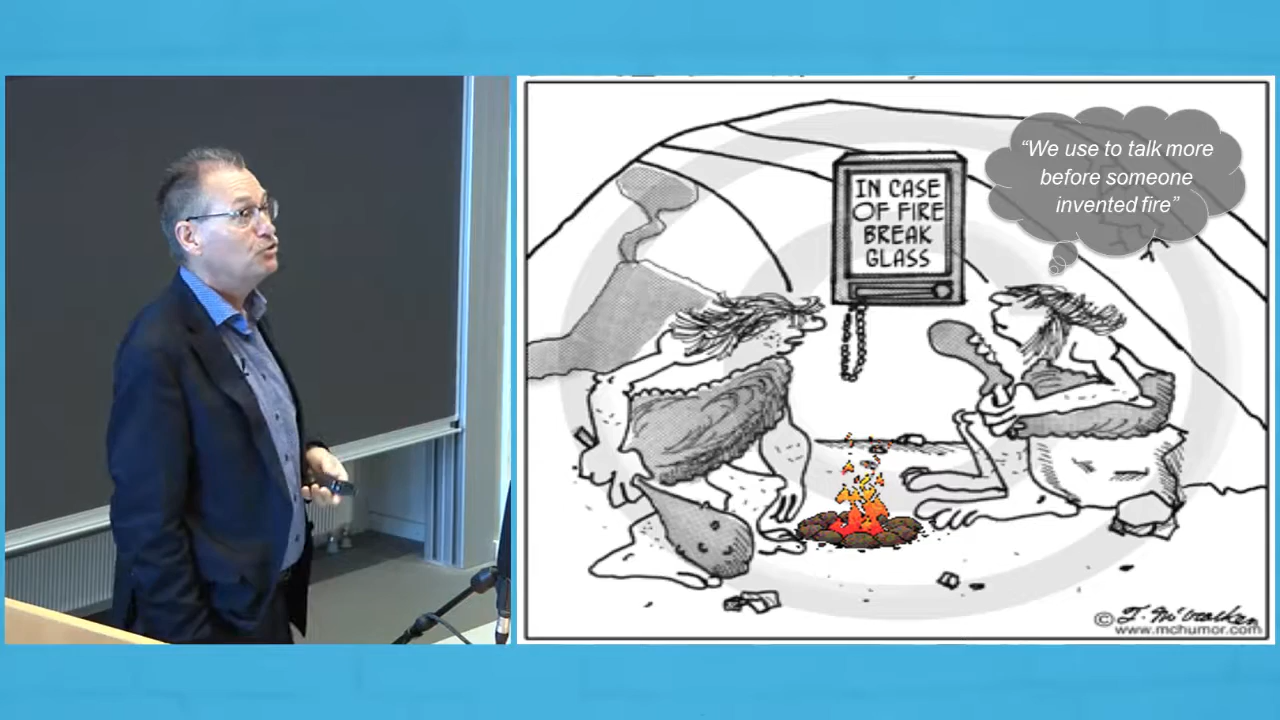 “We use to talk more
before someone
invented fire”
IN CASE
OF FIRE
BREAK
GLASS
©
www.mchumor.com